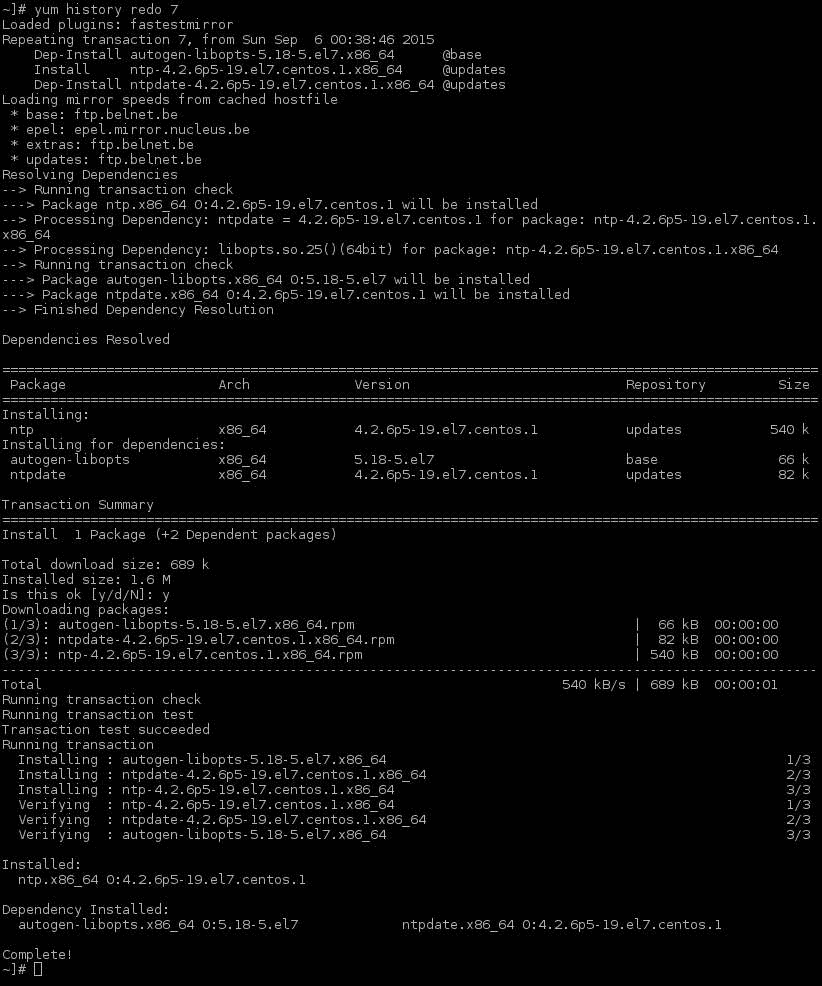 ~]# yum history redo 7
Loaded plugins: fastestmirror
Repeating transaction 7, from Sun Sep  6 00:38:46 2015
    Dep-Install autogen-libopts-5.18-5.el7.x86_64      @base
    Install     ntp-4.2.6p5-19.el7.centos.1.x86_64     @updates
    Dep-Install ntpdate-4.2.6p5-19.el7.centos.1.x86_64 @updates
Loading mirror speeds from cached hostfile
 * base: ftp.belnet.be
 * epel: epel.mirror.nucleus.be
 * extras: ftp.belnet.be
 * updates: ftp.belnet.be
Resolving Dependencies
--> Running transaction check
---> Package ntp.x86_64 0:4.2.6p5-19.el7.centos.1 will be installed
--> Processing Dependency: ntpdate = 4.2.6p5-19.el7.centos.1 for package: ntp-4.2.6p5-19.el7.centos.1.
x86_64
--> Processing Dependency: libopts.so.25()(64bit) for package: ntp-4.2.6p5-19.el7.centos.1.x86_64
--> Running transaction check
---> Package autogen-libopts.x86_64 0:5.18-5.el7 will be installed
---> Package ntpdate.x86_64 0:4.2.6p5-19.el7.centos.1 will be installed
--> Finished Dependency Resolution

Dependencies Resolved

======================================================================================================
 Package                   Arch             Version                           Repository         Size
======================================================================================================
Installing:
 ntp                       x86_64           4.2.6p5-19.el7.centos.1           updates           540 k
Installing for dependencies:
 autogen-libopts           x86_64           5.18-5.el7                        base               66 k
 ntpdate                   x86_64           4.2.6p5-19.el7.centos.1           updates            82 k

Transaction Summary
======================================================================================================
Install  1 Package (+2 Dependent packages)

Total download size: 689 k
Installed size: 1.6 M
Is this ok [y/d/N]: y
Downloading packages:
(1/3): autogen-libopts-5.18-5.el7.x86_64.rpm                                   |  66 kB  00:00:00
(2/3): ntpdate-4.2.6p5-19.el7.centos.1.x86_64.rpm                              |  82 kB  00:00:00
(3/3): ntp-4.2.6p5-19.el7.centos.1.x86_64.rpm                                  | 540 kB  00:00:00
------------------------------------------------------------------------------------------------------
Total                                                                 540 kB/s | 689 kB  00:00:01
Running transaction check
Running transaction test
Transaction test succeeded
Running transaction
  Installing : autogen-libopts-5.18-5.el7.x86_64                                                  1/3
  Installing : ntpdate-4.2.6p5-19.el7.centos.1.x86_64                                             2/3
  Installing : ntp-4.2.6p5-19.el7.centos.1.x86_64                                                 3/3
  Verifying  : ntp-4.2.6p5-19.el7.centos.1.x86_64                                                 1/3
  Verifying  : ntpdate-4.2.6p5-19.el7.centos.1.x86_64                                             2/3
  Verifying  : autogen-libopts-5.18-5.el7.x86_64                                                  3/3

Installed:
  ntp.x86_64 0:4.2.6p5-19.el7.centos.1

Dependency Installed:
  autogen-libopts.x86_64 0:5.18-5.el7             ntpdate.x86_64 0:4.2.6p5-19.el7.centos.1

Complete!
~]#